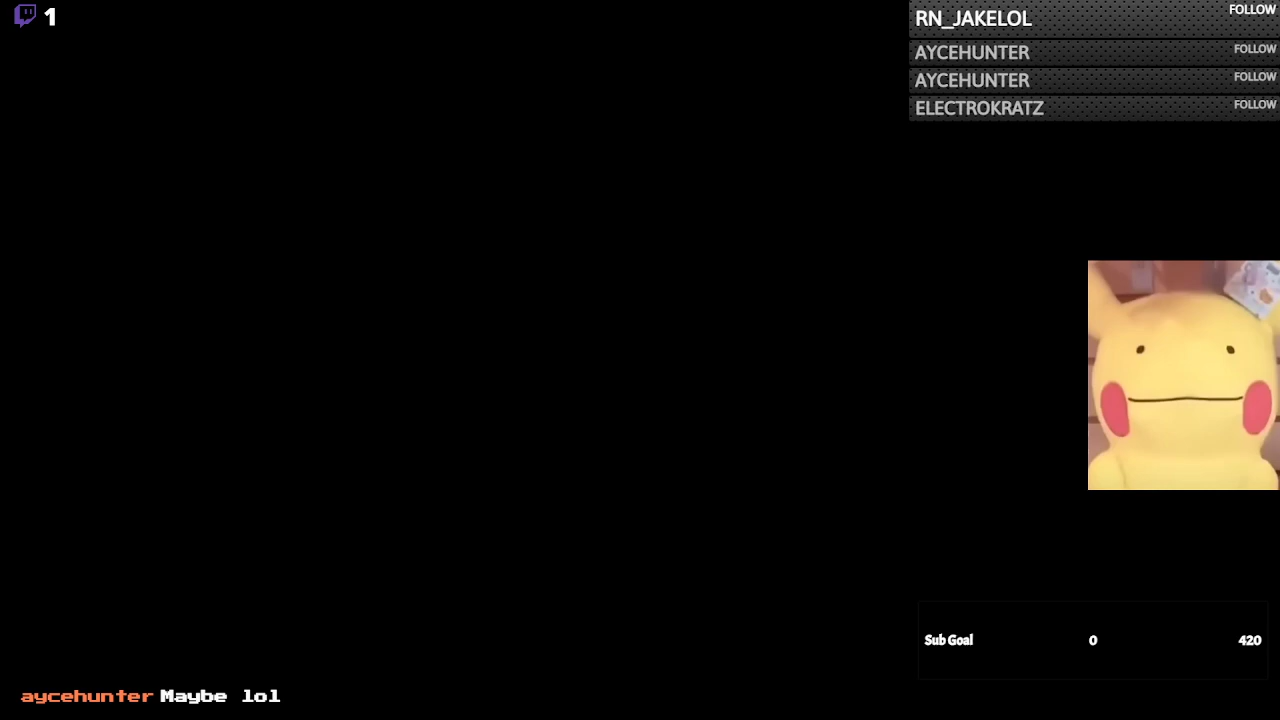 1
RN_JAKELOL FOLLOW
AYCEHUNTER FOLLOW
AYCEHUNTER FOLLOW
ELECTROKRATZ FOLLOW
Sub Goal 0 420
aycehunter Maybe lol